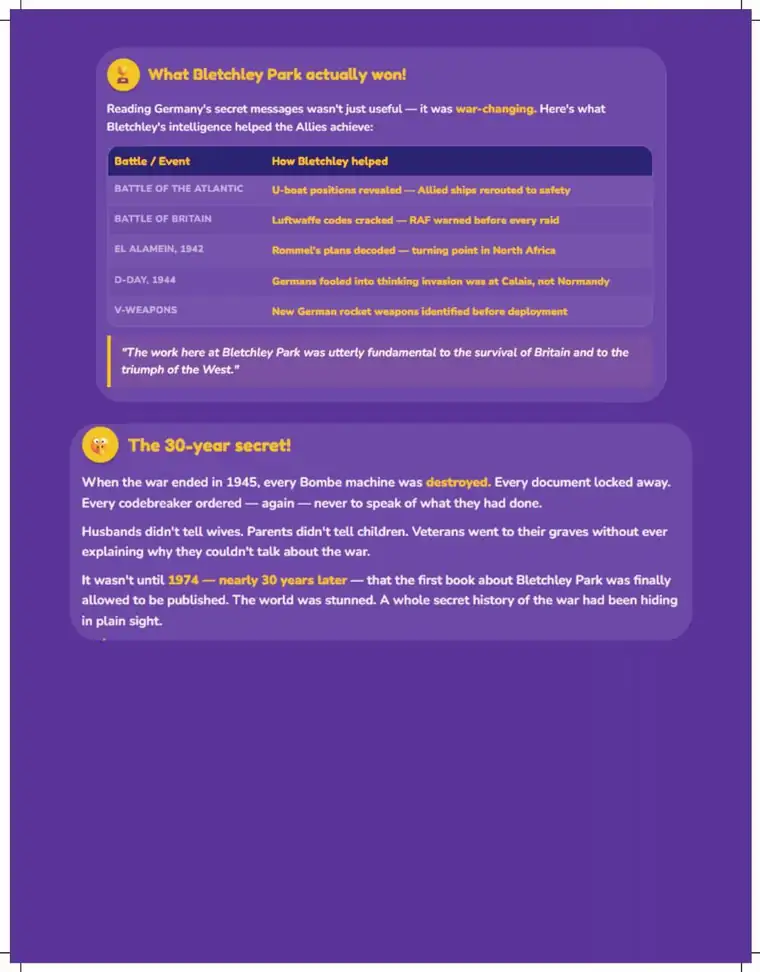 What Bletchley Park actually won!
Reading Germany's secret messages wasn't just useful — it was war-changing. Here's what
Bletchley's intelligence helped the Allies achieve:
Battle / Event How Bletchley helped
BATTLE OF THE ATLANTIC U-boat positions revealed — Allied ships rerouted to safety
BATTLE OF BRITAIN Luftwaffe codes cracked — RAF warned before every raid
EL ALAMEIN, 1942 Rommel's plans decoded — turning point in North Africa
D-DAY, 1944 Germans fooled into thinking invasion was at Calais, not Normandy
V-WEAPONS New German rocket weapons identified before deployment
"The work here at Bletchley Park was utterly fundamental to the survival of Britain and to the
triumph of the West."
The 30-year secret!
When the war ended in 1945, every Bombe machine was destroyed. Every document locked away.
Every codebreaker ordered — again — never to speak of what they had done.
Husbands didn't tell wives. Parents didn't tell children. Veterans went to their graves without ever
explaining why they couldn't talk about the war.
It wasn't until 1974 — nearly 30 years later — that the first book about Bletchley Park was finally
allowed to be published. The world was stunned. A whole secret history of the war had been hiding
in plain sight.